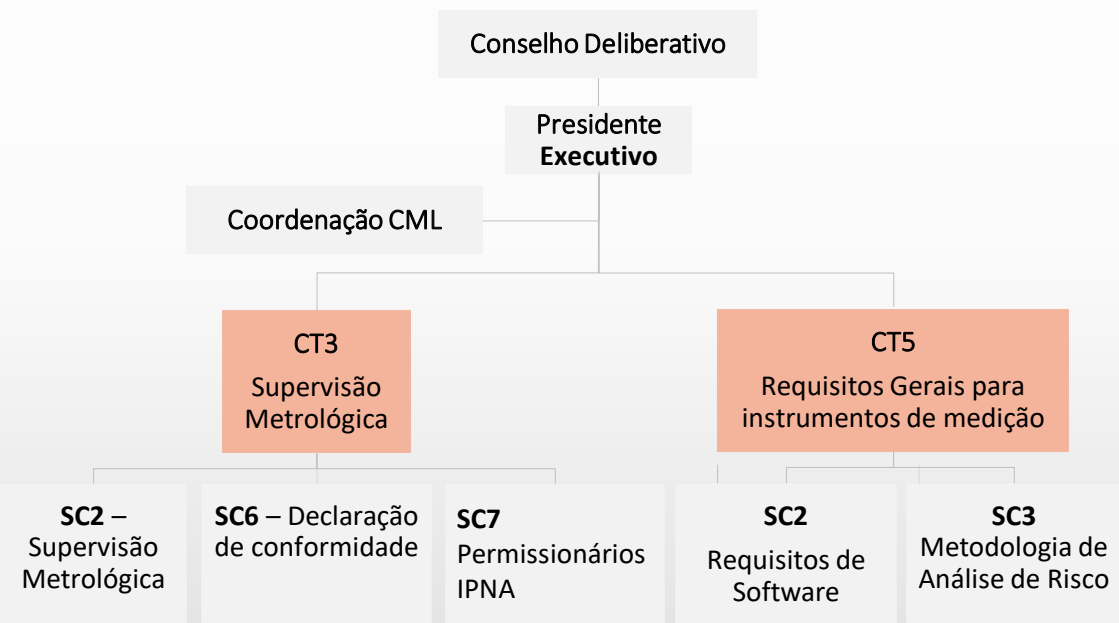 Conselho Deliberativo
Presidente
Executivo
Coordenação CML
CT3
Supervisão
Metrológica
CT5
Requisitos Gerais para
instrumentos de medição
SC2 –
Supervisão
Metrológica
SC6 – Declaração
de conformidade
SC7
Permissionários
IPNA
SC2
Requisitos de
Software
SC3
Metodologia de
Análise de Risco